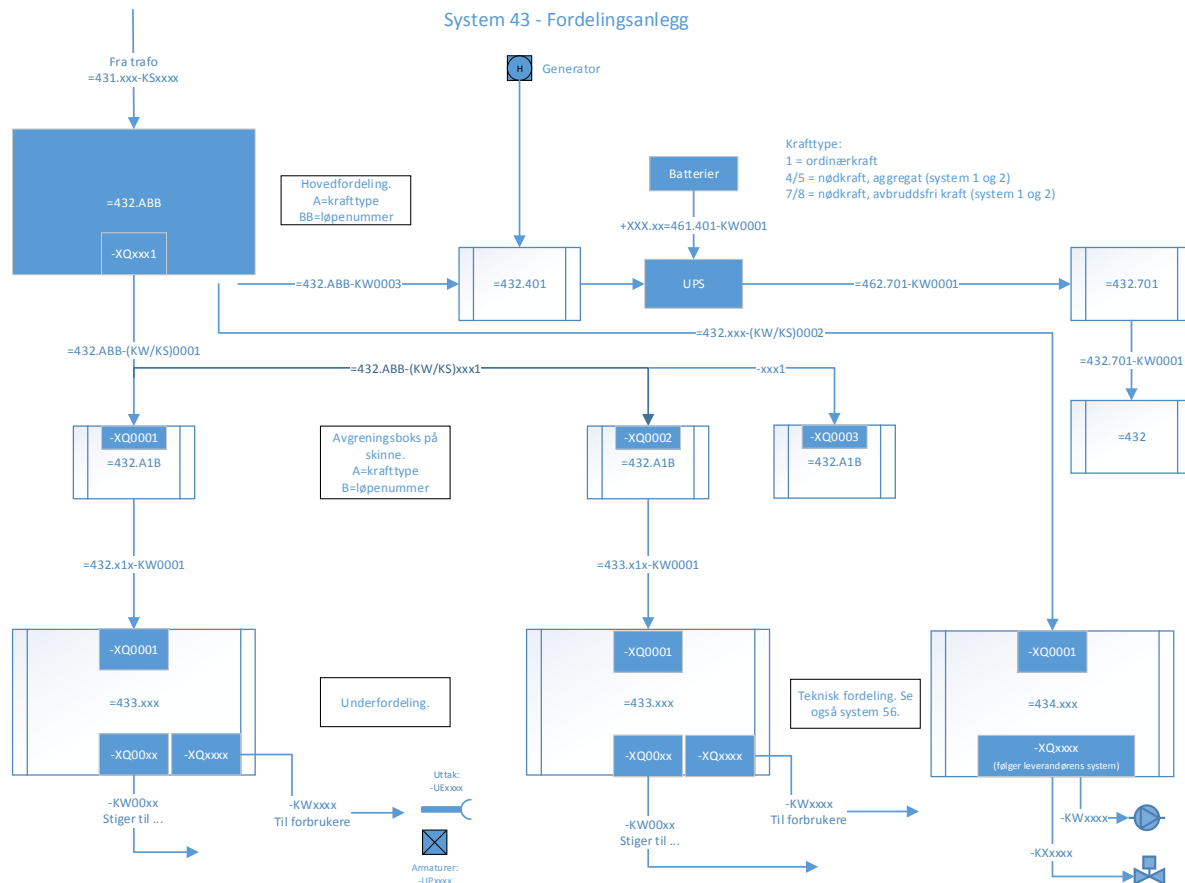 System 43 - Fordelingsanlegg
Fra trafo
=431.xxx-KSxxxx
H
Generator
Krafttype:
1 = ordinærkraft
4/5 = nødkraft, aggregat (system 1 og 2)
7/8 = nødkraft, avbruddsfri kraft (system 1 og 2)
Batterier
=432.ABB
Hovedfordeling.
A=krafttype
BB=løpenummer
+XXX.xx=461.401-KW0001
-XQxxx1
=432.ABB-KW0003
=432.401
UPS
=462.701-KW0001
=432.701
=432.xxx-(KW/KS)0002
=432.ABB-(KW/KS)0001
=432.701-KW0001
=432.ABB-(KW/KS)xxx1
-xxx1
-XQ0001
=432.A1B
Avgreningsboks på
skinne.
A=krafttype
B=løpenummer
-XQ0002
=432.A1B
-XQ0003
=432.A1B
=432
=432.x1x-KW0001
=433.x1x-KW0001
-XQ0001
=433.xxx
-XQ00xx
-XQxxxx
Underfordeling.
-XQ0001
=433.xxx
-XQ00xx
-XQxxxx
Teknisk fordeling. Se
også system 56.
-XQ0001
=434.xxx
-XQxxxx
(følger leverandørens system)
-KW00xx
Stiger til ...
-KWxxxx
Til forbrukere
Uttak:
-UExxxx
Armaturer:
-UPxxxx
-KW00xx
Stiger til ...
-KWxxxx
Til forbrukere
-KWxxxx
-KXxxxx